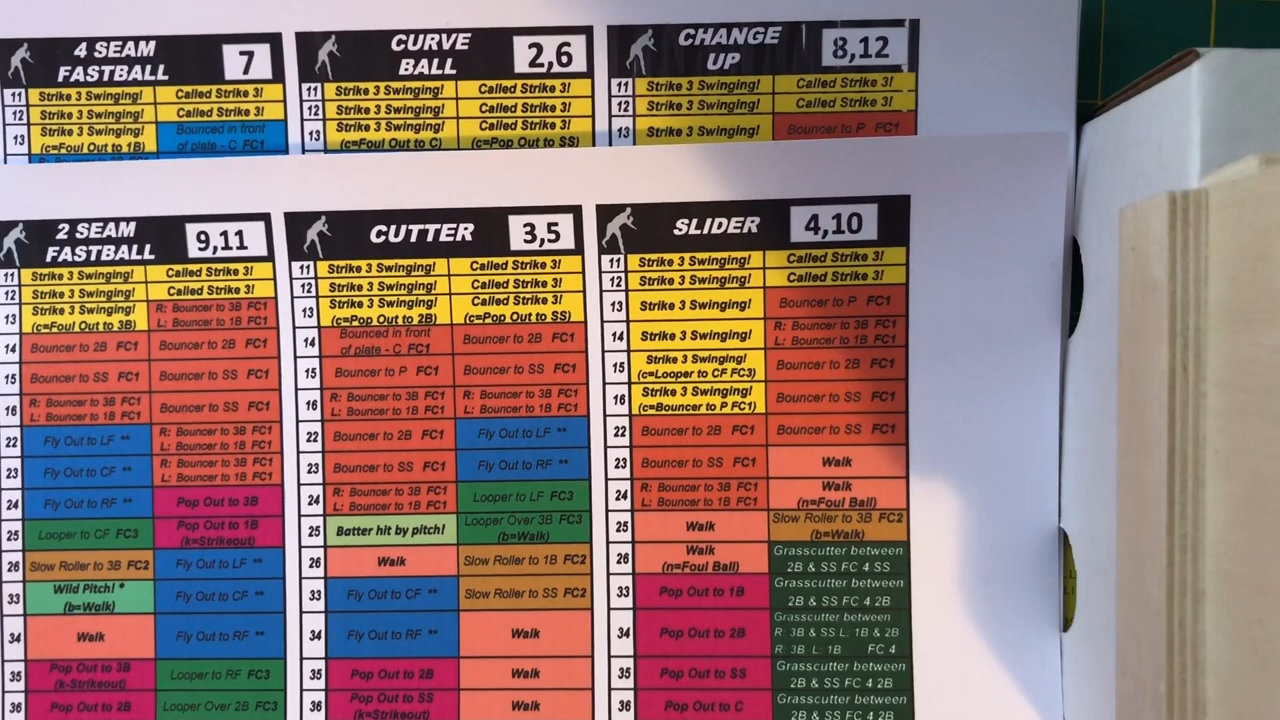 4 SEAM
FASTBALL
7
11 Strike 3 Swinging! Called Strike 3!
12 Strike 3 Swinging! Called Strike 3!
13 Strike 3 Swinging! Bounced in front
(c=Foul Out to 1B) of plate - C FC1
CURVE
BALL
2,6
11 Strike 3 Swinging! Called Strike 3!
12 Strike 3 Swinging! Called Strike 3!
13 Strike 3 Swinging! Called Strike 3!
(c=Foul Out to C) (c=Pop Out to SS)
CHANGE
UP
8,12
11 Strike 3 Swinging! Called Strike 3!
12 Strike 3 Swinging! Called Strike 3!
13 Strike 3 Swinging! Bouncer to P FC1
2 SEAM
FASTBALL
9,11
11 Strike 3 Swinging! Called Strike 3!
12 Strike 3 Swinging! Called Strike 3!
13 Strike 3 Swinging! R: Bouncer to 3B FC1
(c=Foul Out to 3B) L: Bouncer to 1B FC1
14 Bouncer to 2B FC1 Bouncer to 2B FC1
15 Bouncer to SS FC1 Bouncer to SS FC1
16 R: Bouncer to 3B FC1 Bouncer to SS FC1
L: Bouncer to 1B FC1
22 Fly Out to LF ** R: Bouncer to 3B FC1
L: Bouncer to 1B FC1
23 Fly Out to CF ** R: Bouncer to 3B FC1
L: Bouncer to 1B FC1
24 Fly Out to RF ** Pop Out to 3B
25 Looper to CF FC3 Pop Out to 1B
(k=Strikeout)
26 Slow Roller to 3B FC2 Fly Out to LF **
33 Wild Pitch! * Fly Out to CF **
(b=Walk)
34 Walk Fly Out to RF **
35 Pop Out to 3B Looper to RF FC3
(k-Strikeout)
36 Pop Out to 2B Looper Over 2B FC3
CUTTER
3,5
11 Strike 3 Swinging! Called Strike 3!
12 Strike 3 Swinging! Called Strike 3!
13 Strike 3 Swinging! Called Strike 3!
(c=Pop Out to 2B) (c=Pop Out to SS)
14 Bounced in front Bouncer to 2B FC1
of plate - C FC1
15 Bouncer to P FC1 Bouncer to SS FC1
16 R: Bouncer to 3B FC1 R: Bouncer to 3B FC1
L: Bouncer to 1B FC1 L: Bouncer to 1B FC1
22 Bouncer to 2B FC1 Fly Out to LF **
23 Bouncer to SS FC1 Fly Out to RF **
24 R: Bouncer to 3B FC1 Looper to LF FC3
L: Bouncer to 1B FC1
25 Batter hit by pitch! Looper Over 3B FC3
(b=Walk)
26 Walk Slow Roller to 1B FC2
33 Fly Out to CF ** Slow Roller to SS FC2
34 Fly Out to RF ** Walk
35 Pop Out to 2B Walk
36 Pop Out to SS Walk
(k=Strikeout)
SLIDER
4,10
11 Strike 3 Swinging! Called Strike 3!
12 Strike 3 Swinging! Called Strike 3!
13 Strike 3 Swinging! Bouncer to P FC1
14 Strike 3 Swinging! R: Bouncer to 3B FC1
L: Bouncer to 1B FC1
15 Strike 3 Swinging! Bouncer to 2B FC1
(c=Looper to CF FC3)
16 Strike 3 Swinging! Bouncer to SS FC1
(c=Bouncer to P FC1)
22 Bouncer to 2B FC1 Bouncer to SS FC1
23 Bouncer to SS FC1 Walk
24 R: Bouncer to 3B FC1 Walk
L: Bouncer to 1B FC1 (n=Foul Ball)
25 Walk Slow Roller to 3B FC2
(b=Walk)
26 Walk Grasscutter between
(n=Foul Ball) 2B & SS FC 4 SS
33 Pop Out to 1B Grasscutter between
2B & SS FC 4 2B
34 Pop Out to 2B Grasscutter between
R: 3B & SS L: 1B & 2B
R: 3B L: 1B FC 4
35 Pop Out to SS Grasscutter between
2B & SS FC 4 2B
36 Pop Out to C Grasscutter between
2B & SS FC 4 2B